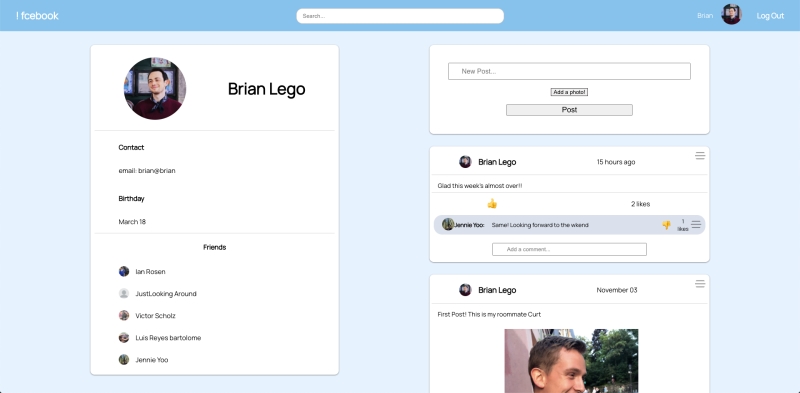 ! fcebook
Search...
Brian
Log Out
Brian Lego
Contact
email: brian@brian
Birthday
March 18
Friends
Ian Rosen
JustLooking Around
Victor Scholz
Luis Reyes bartolome
Jennie Yoo
New Post...
Add a photo!
Post
Brian Lego 15 hours ago
Glad this week's almost over!!
2 likes
Jennie Yoo: Same! Looking forward to the wkend
1
likes
Add a comment...
Brian Lego November 03
First Post! This is my roommate Curt